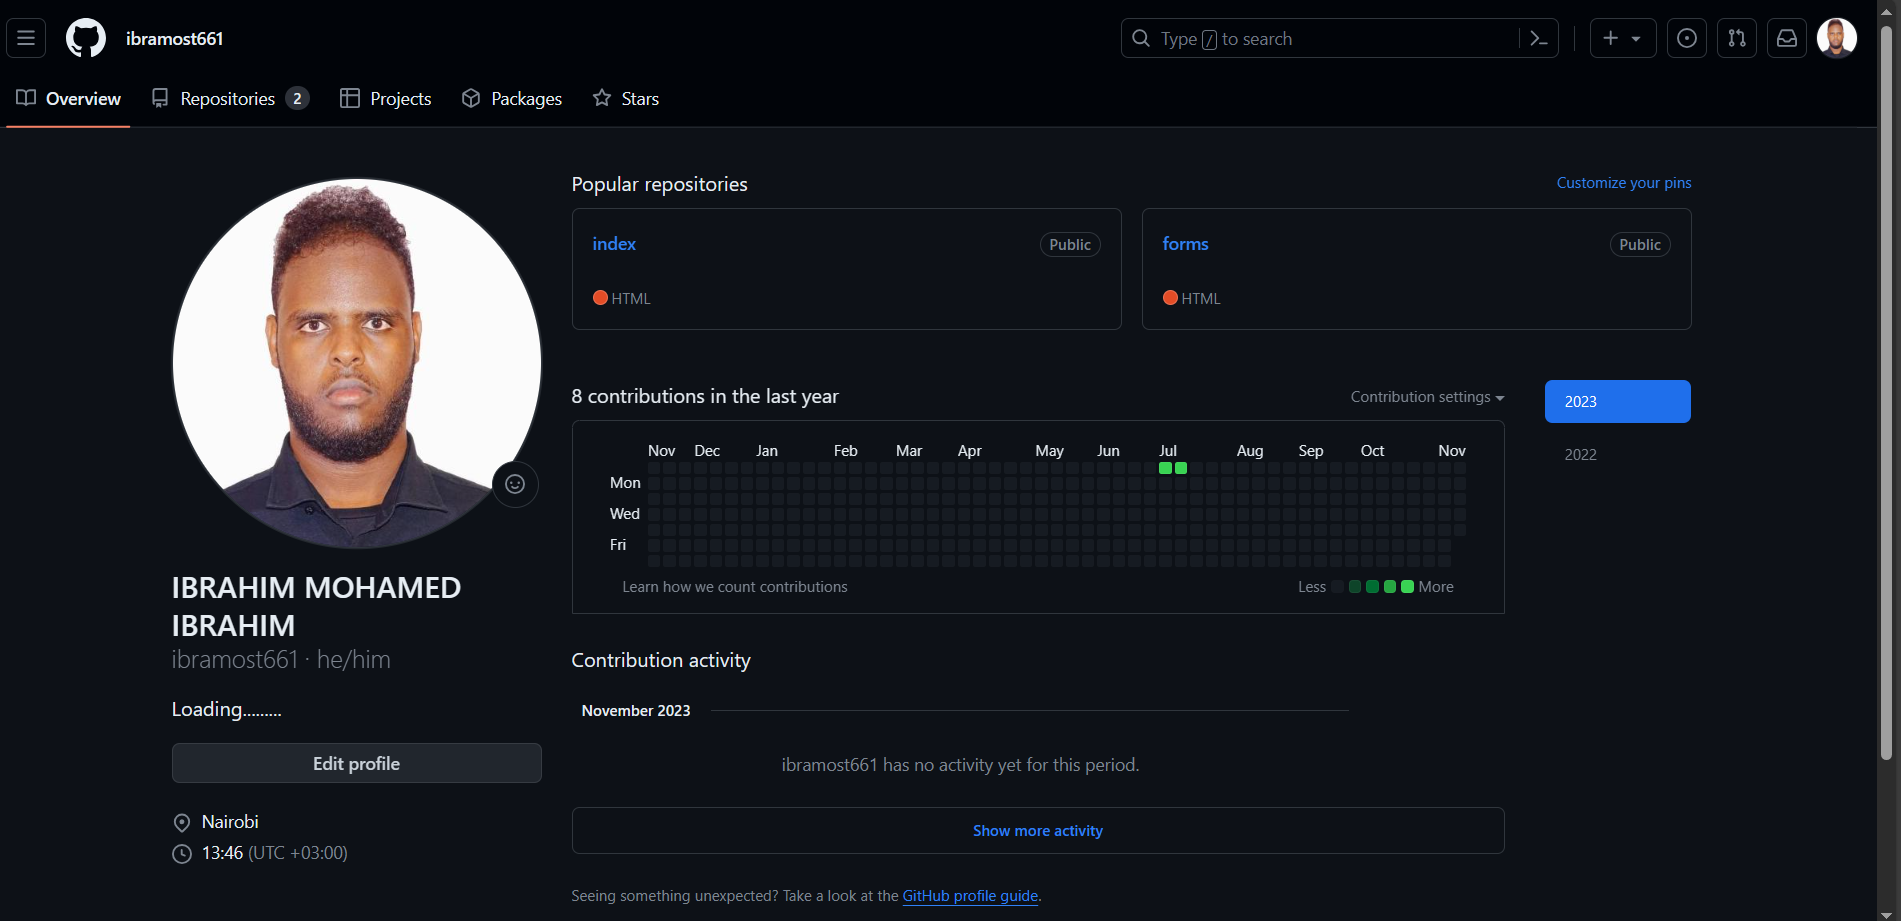 ibramost661
Type / to search
Overview
Repositories 2
Projects
Packages
Stars
IBRAHIM MOHAMED
IBRAHIM
ibramost661 · he/him
Loading.........
Edit profile
Nairobi
13:46 (UTC +03:00)
Popular repositories
Customize your pins
index
Public
HTML
forms
Public
HTML
8 contributions in the last year
Contribution settings
2023
2022
Nov Dec Jan Feb Mar Apr May Jun Jul Aug Sep Oct Nov
Mon
Wed
Fri
Learn how we count contributions
Less
More
Contribution activity
November 2023
ibramost661 has no activity yet for this period.
Show more activity
Seeing something unexpected? Take a look at the GitHub profile guide.